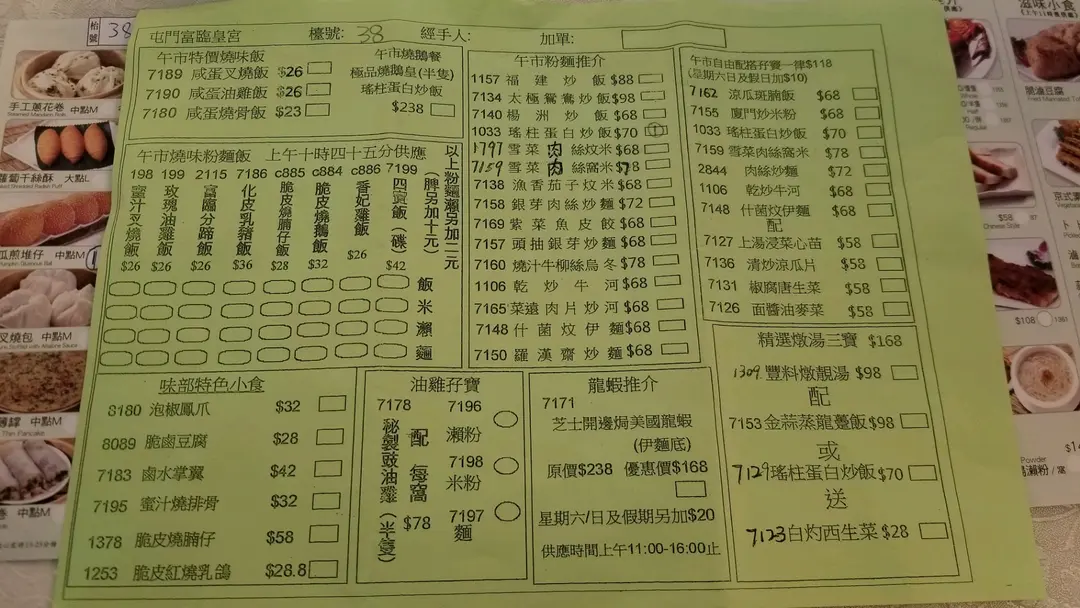 屯門富臨皇宮 檯號: 38 經手人: 加單:
午市特價燒味飯
7189 咸蛋叉燒飯 $26
7190 咸蛋油雞飯 $26
7180 咸蛋燒骨飯 $23
午市燒鵝餐
極品燒鵝皇(半隻)
瑤柱蛋白炒飯
$238
午市燒味粉麵飯 上午十時四十五分供應
198 蜜汁叉燒飯 $26
199 玫瑰油雞飯 $26
2115 富臨分蹄飯 $26
7186 化皮乳豬飯 $36
c885 脆皮燒腩仔飯 $28
c884 脆皮燒鵝飯 $32
c886 香妃雞飯 $26
7199 四寶飯(碟) $42
以上粉麵瀨另加二元
(脾另加十元)
飯
米
瀨
麵
味部特色小食
8180 泡椒鳳爪 $32
8089 脆鹵豆腐 $28
7183 鹵水掌翼 $42
7195 蜜汁燒排骨 $32
1378 脆皮燒腩仔 $58
1253 脆皮紅燒乳鴿 $28.8
油雞孖寶
7178 秘製豉油雞(半隻)
配每窩 $78
7196 瀨粉
7198 米粉
7197 麵
午市粉麵推介
1157 福建炒飯 $88
7134 太極鴛鴦炒飯 $98
7140 楊洲炒飯 $68
1033 瑤柱蛋白炒飯 $70
1797 雪菜肉絲炆米 $68
7159 雪菜肉絲窩米 $78
7138 漁香茄子炆米 $68
7158 銀芽肉絲炒麵 $72
7169 紫菜魚皮餃 $68
7157 頭抽銀芽炒麵 $68
7160 燒汁牛柳絲烏冬 $78
1106 乾炒牛河 $68
7165 菜遠肉片炒河 $68
7148 什菌炆伊麵 $68
7150 羅漢齋炒麵 $68
龍蝦推介
7171
芝士開邊焗美國龍蝦
(伊麵底)
原價$238 優惠價$168
星期六/日及假期另加$20
供應時間上午11:00-16:00止
午市自由配搭孖寶一律$118
(星期六日及假日加$10)
7162 涼瓜斑腩飯 $68
7155 廈門炒米粉 $68
1033 瑤柱蛋白炒飯 $70
7159 雪菜肉絲窩米 $78
2844 肉絲炒麵 $72
1106 乾炒牛河 $68
7148 什菌炆伊麵 $68
配
7127 上湯浸菜心苗 $58
7136 清炒涼瓜片 $58
7131 椒腐唐生菜 $58
7126 面醬油麥菜 $58
精選燉湯三寶 $168
1309 豐料燉靚湯 $98
配
7153 金蒜蒸龍躉飯 $98
或
7129 瑤柱蛋白炒飯 $70
送
7123 白灼西生菜 $28
手工蔥花卷 中點M
蘿蔔千絲酥 大點L
瓜煎堆仔 中點M
叉燒包 中點M
薄罉 中點M
卷 中點M
滋味小食